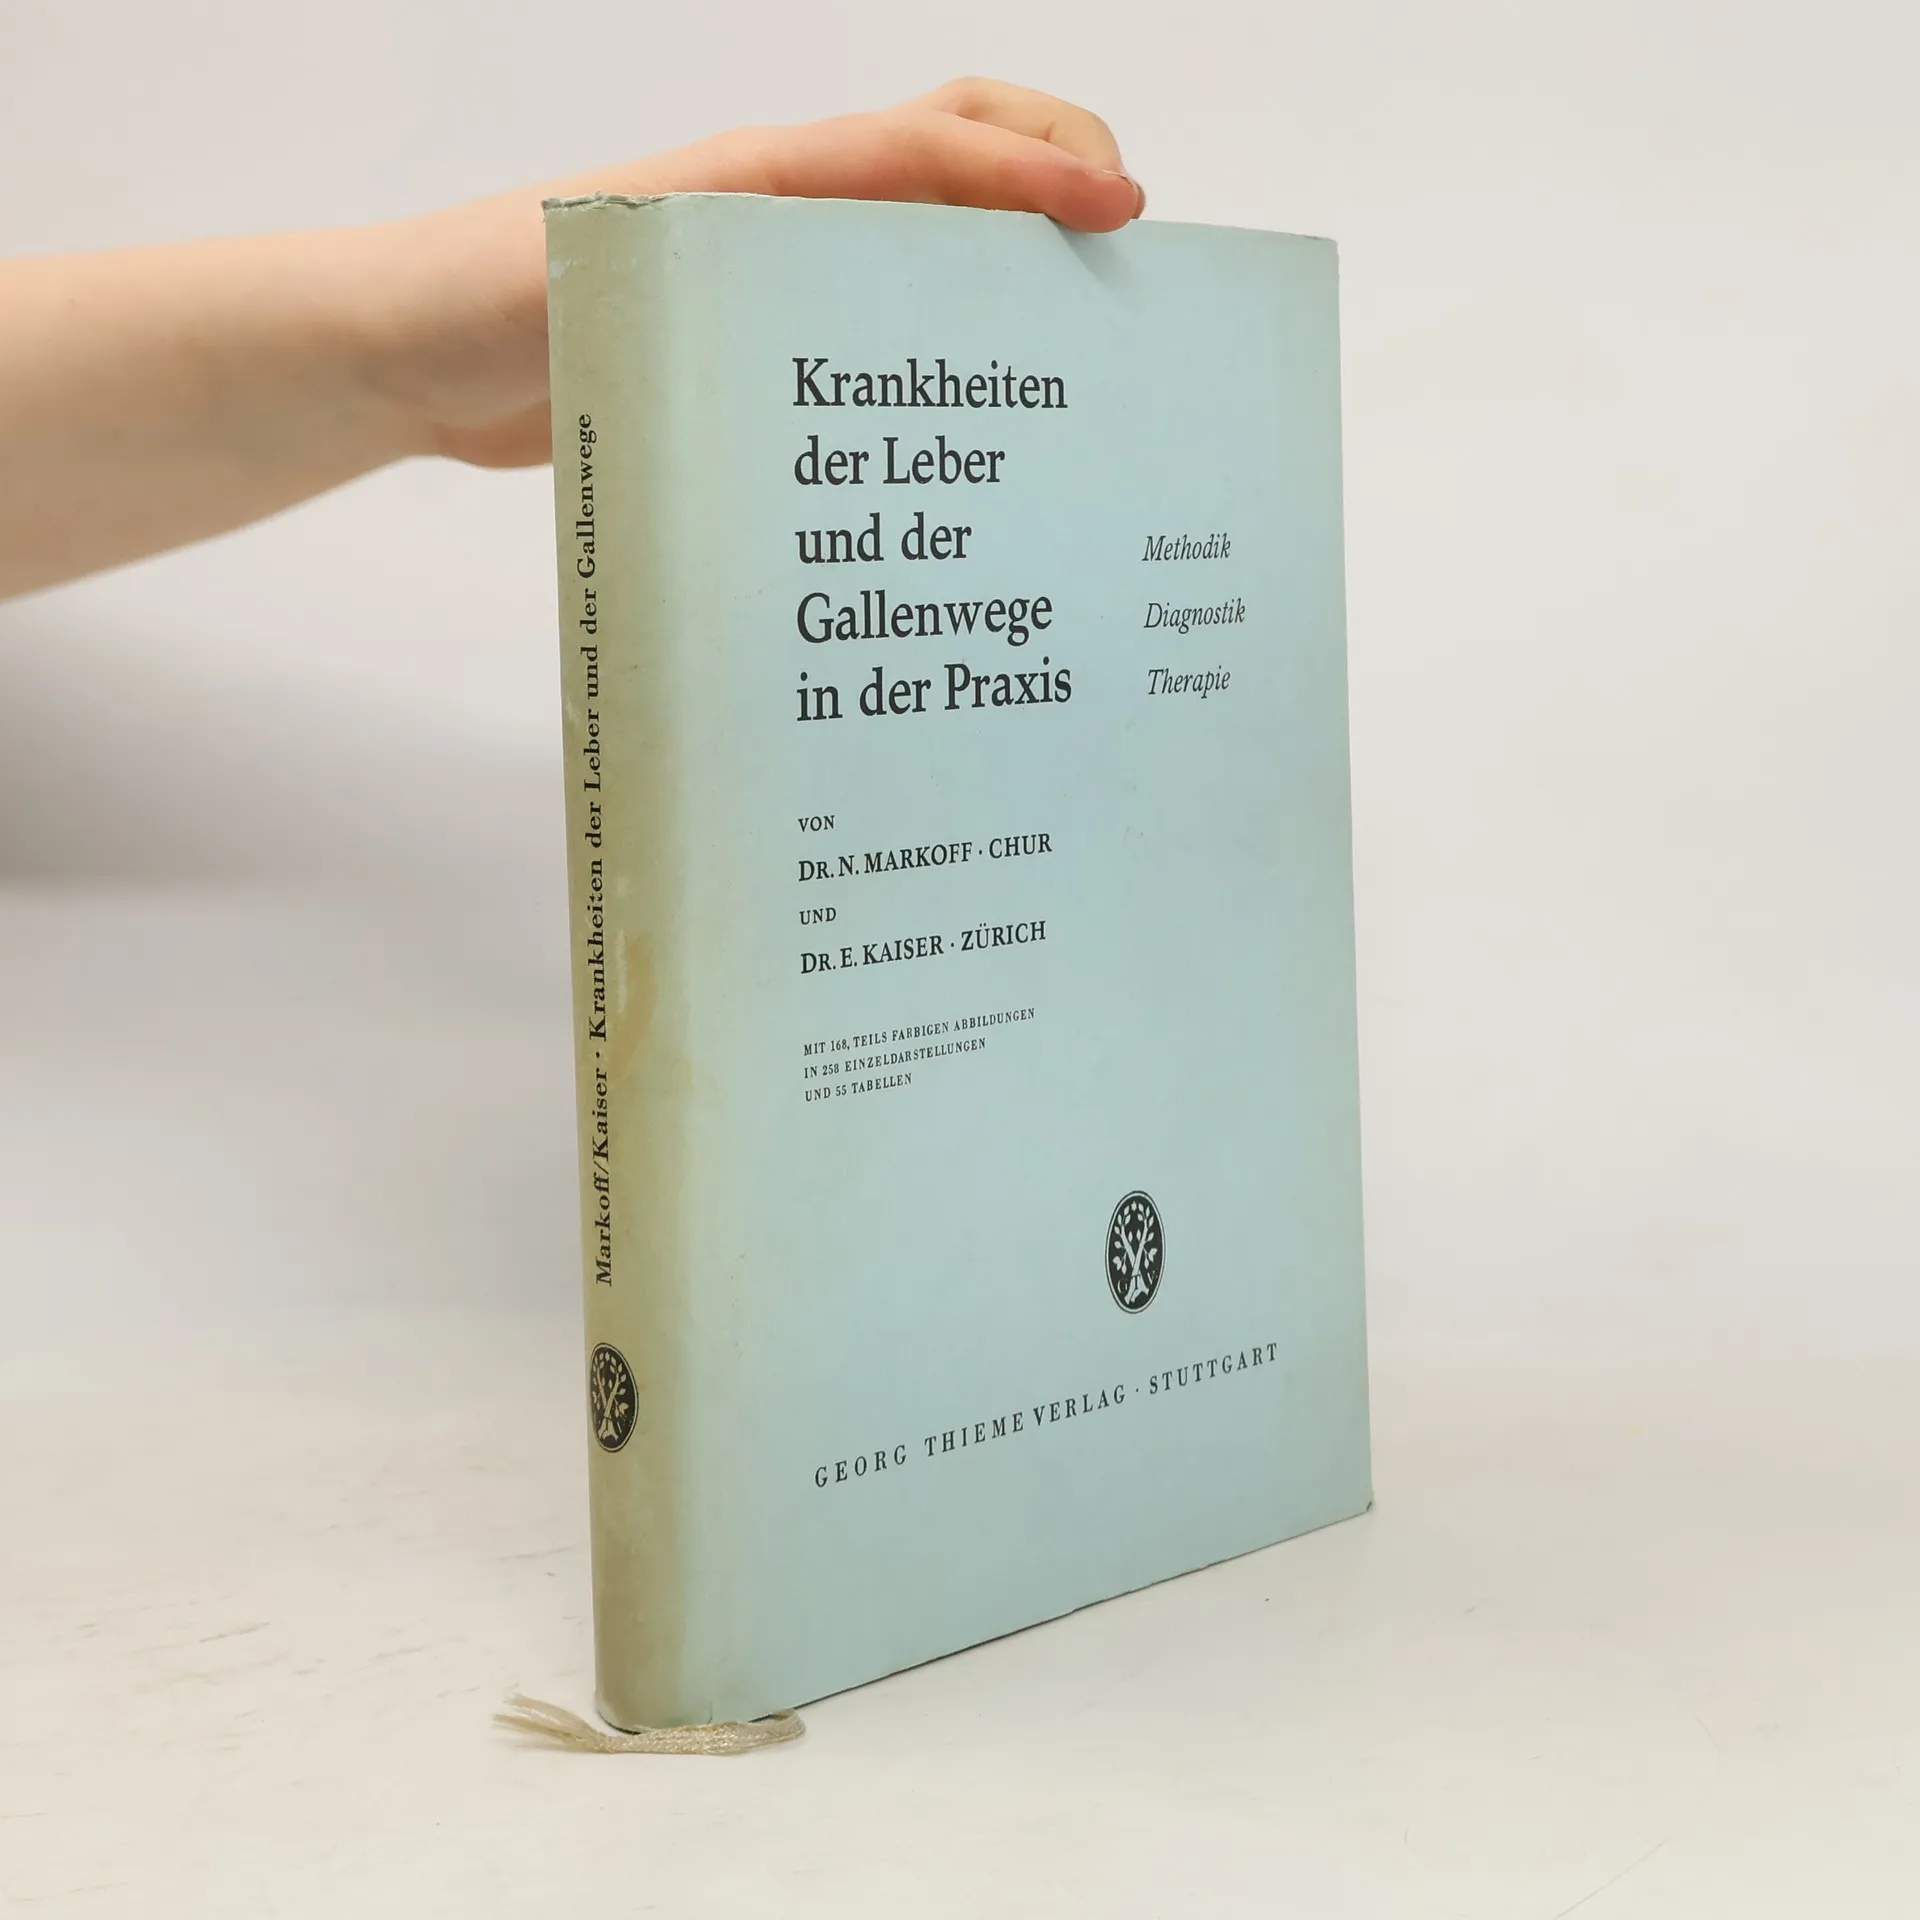 Krankheiten
der Leber
und der
Gallenwege
in der Praxis
Methodik
Diagnostik
Therapie
VON
DR. N. MARKOFF · CHUR
UND
DR. E. KAISER · ZÜRICH
MIT 168, TEILS FARBIGEN ABBILDUNGEN
IN 258 EINZELDARSTELLUNGEN
UND 55 TABELLEN
GTV
GEORG THIEME VERLAG · STUTTGART
Markoff/Kaiser · Krankheiten der Leber und der Gallenwege